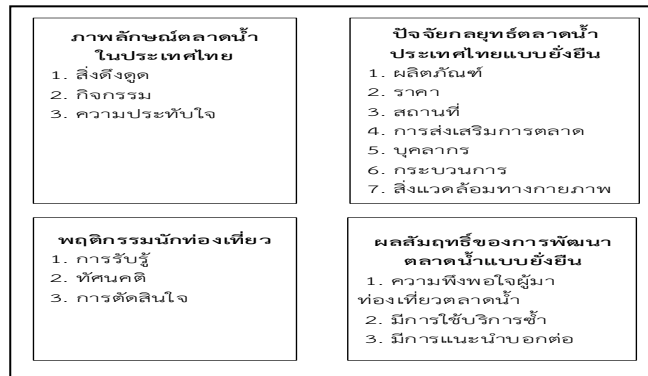 ภาพลักษณ์ตลาดน้ำ
ในประเทศไทย
1. สิ่งดึงดูด
2. กิจกรรม
3. ความประทับใจ
ปัจจัยกลยุทธ์ตลาดน้ำ
ประเทศไทยแบบยั่งยืน
1. ผลิตภัณฑ์
2. ราคา
3. สถานที่
4. การส่งเสริมการตลาด
5. บุคลากร
6. กระบวนการ
7. สิ่งแวดล้อมทางกายภาพ
พฤติกรรมนักท่องเที่ยว
1. การรับรู้
2. ทัศนคติ
3. การตัดสินใจ
ผลสัมฤทธิ์ของการพัฒนา
ตลาดน้ำแบบยั่งยืน
1. ความพึงพอใจผู้มา
ท่องเที่ยวตลาดน้ำ
2. มีการใช้บริการซ้ำ
3. มีการแนะนำบอกต่อ